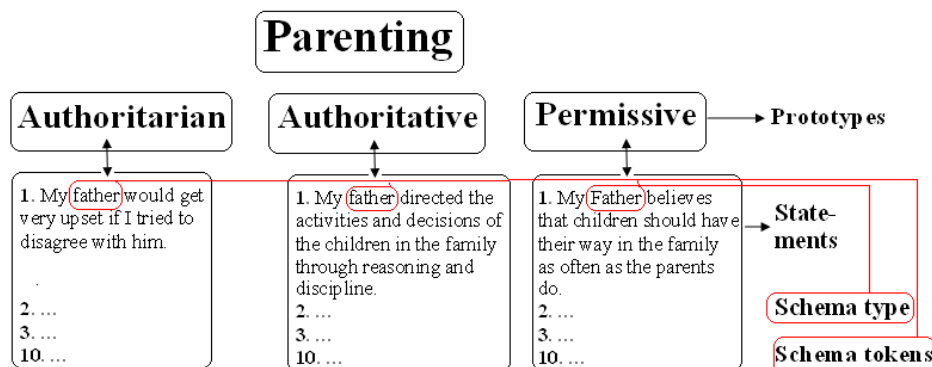 Parenting
Authoritarian
Authoritative
Permissive
Prototypes
1. My father would get
very upset if I tried to
disagree with him.
.
2. ...
3. ...
10. ...
1. My father directed the
activities and decisions of
the children in the family
through reasoning and
discipline.
2. ...
3. ...
10. ...
1. My Father believes
that children should have
their way in the family
as often as the parents
do.
2. ...
3. ...
10. ...
State-
ments
Schema type
Schema tokens